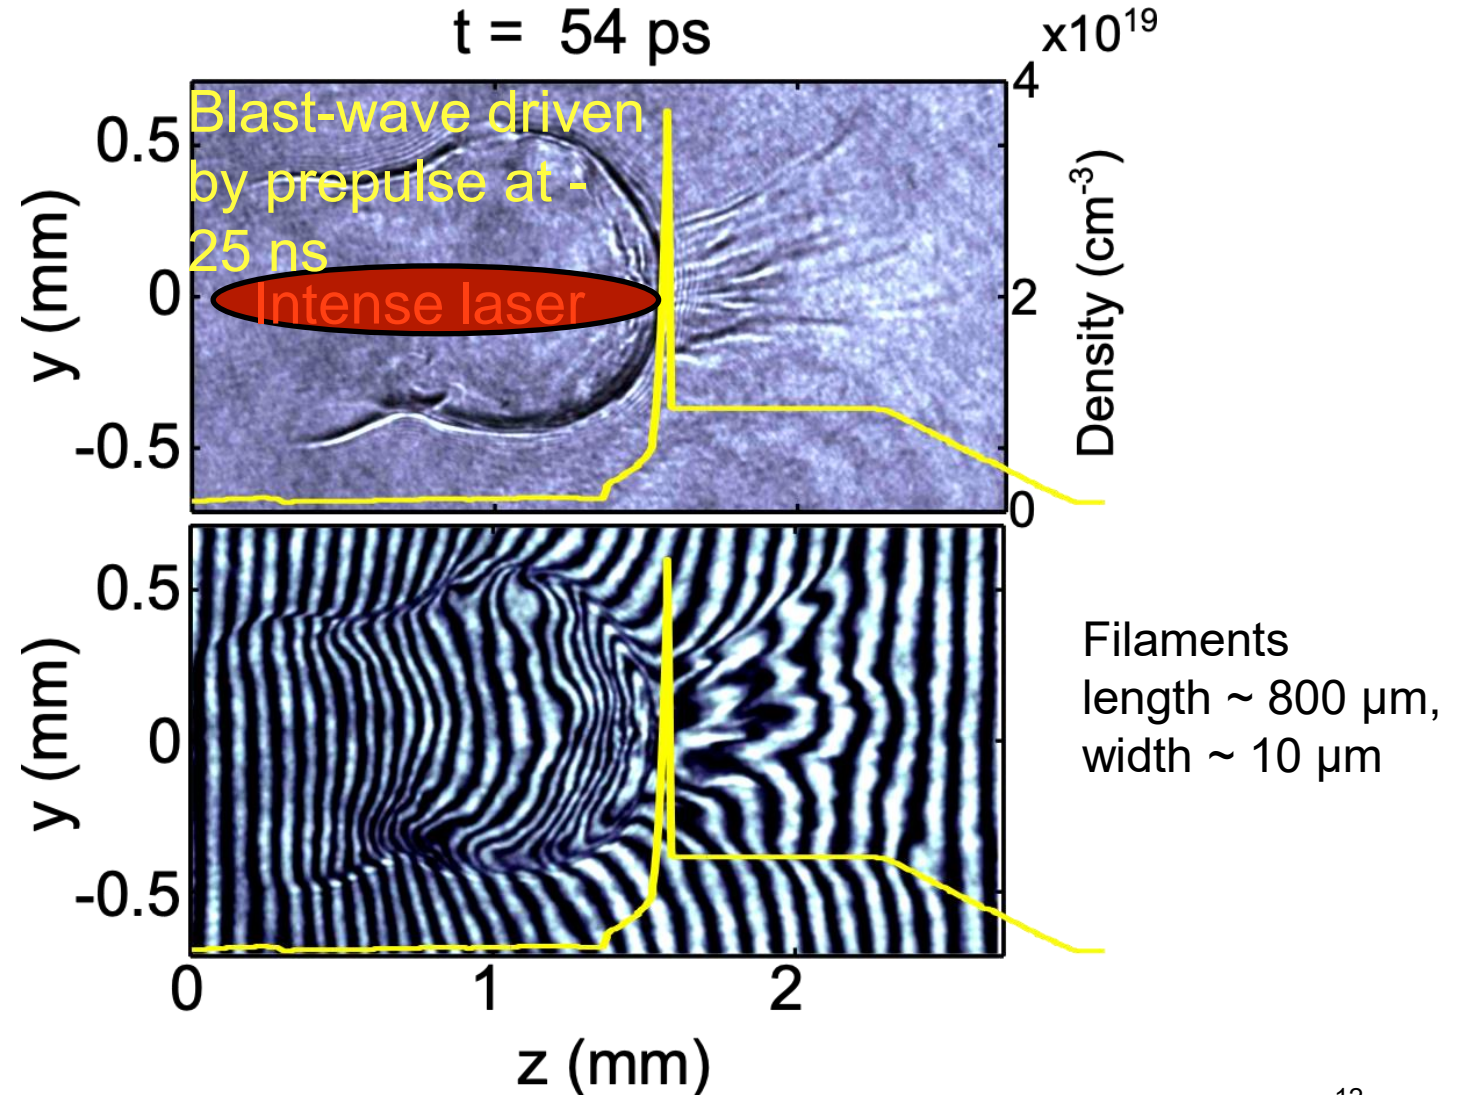 t = 54 ps
x10¹⁹
Blast-wave driven
by prepulse at -
25 ns
Intense laser
y (mm)
0.5
0
-0.5
4
2
0
Density (cm⁻³)
y (mm)
0.5
0
-0.5
0 1 2
z (mm)
Filaments
length ~ 800 μm,
width ~ 10 μm